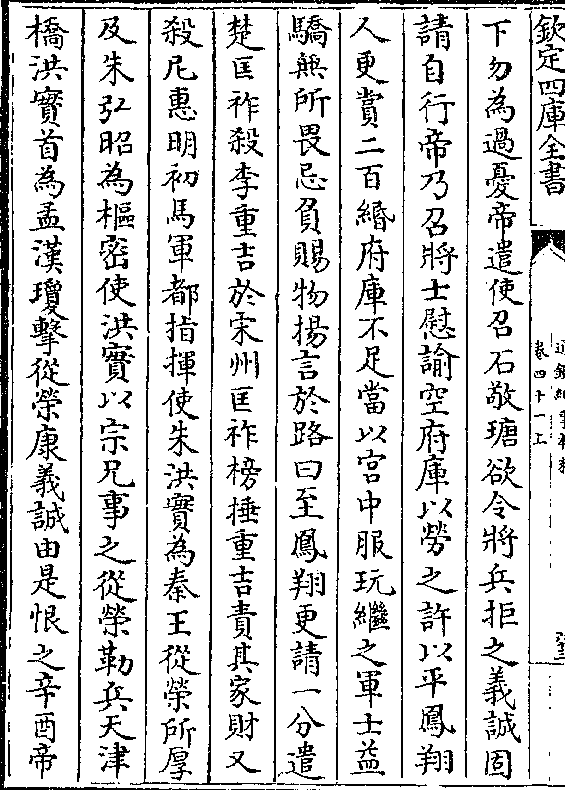 欽定四庫全書
卷四十一上
下勿為過憂帝遣使召石敬瑭欲令將兵拒之義誠固
請自行帝乃召將士慰諭空府庫以勞之許以平鳳翔
人更賞二百緡府庫不足當以宮中服玩繼之軍士益
驕無所畏忌負賜物揚言於路曰至鳳翔更請一分遣
楚匡祚殺李重吉於宋州匡祚榜捶重吉責其家財又
殺尼惠明初馬軍都指揮使朱洪實為秦王從榮所厚
及朱弘昭為樞密使洪實以宗兄事之從榮勒兵天津
橋洪實首為孟漢瓊擊從榮康義誠由是恨之辛酉帝